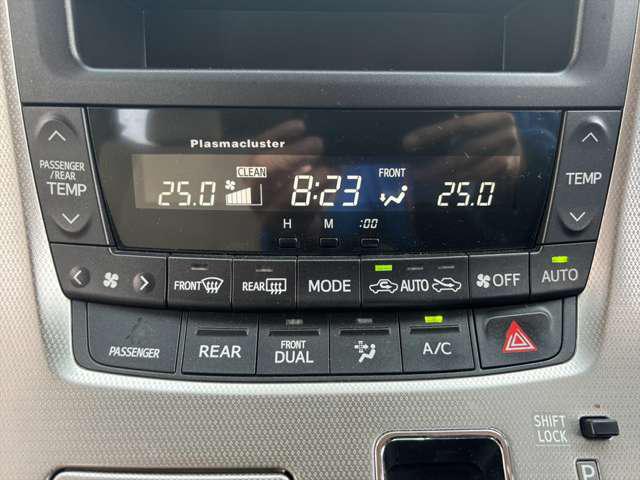 Plasmacluster
CLEAN
FRONT
25.0
8:23
25.0
H M :00
PASSENGER
/REAR
TEMP
TEMP
FRONT
REAR
MODE
AUTO
OFF
AUTO
PASSENGER
REAR
FRONT
DUAL
A/C
SHIFT
LOCK
P